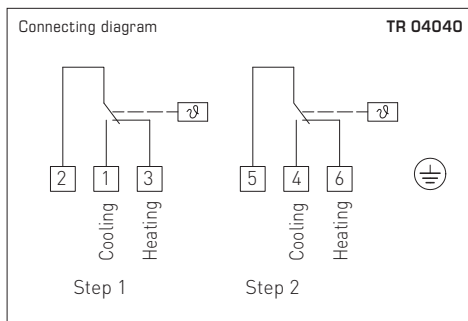 Connecting diagram TR 04040
ϑ ϑ
2 1 3 5 4 6
Cooling Heating Cooling Heating
Step 1 Step 2